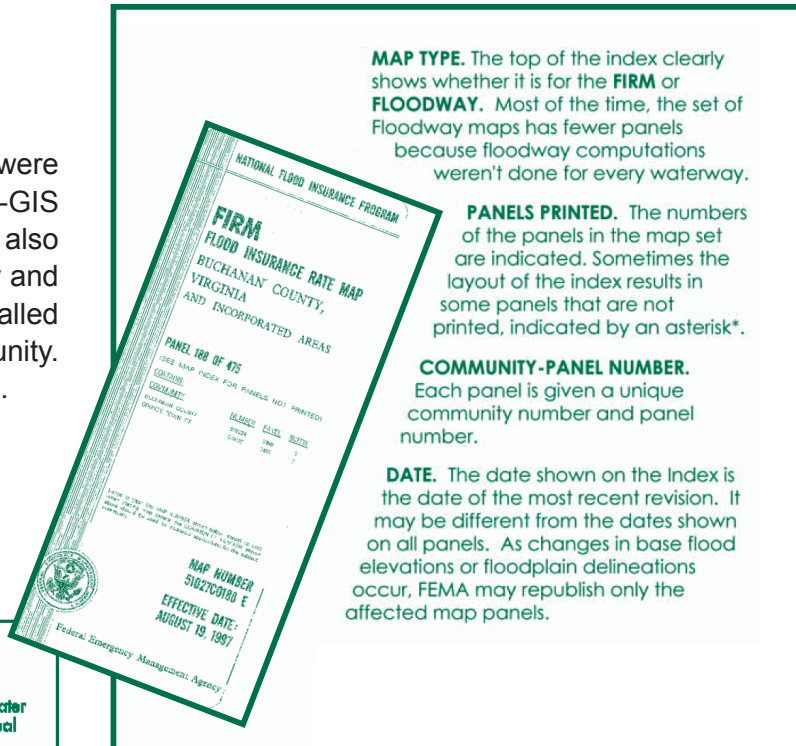 were
-GIS
also
and
alled
unity.
.
MAP TYPE. The top of the index clearly
shows whether it is for the FIRM or
FLOODWAY. Most of the time, the set of
Floodway maps has fewer panels
because floodway computations
weren't done for every waterway.
PANELS PRINTED. The numbers
of the panels in the map set
are indicated. Sometimes the
layout of the index results in
some panels that are not
printed, indicated by an asterisk*.
COMMUNITY-PANEL NUMBER.
Each panel is given a unique
community number and panel
number.
DATE. The date shown on the Index is
the date of the most recent revision. It
may be different from the dates shown
on all panels. As changes in base flood
elevations or floodplain delineations
occur, FEMA may republish only the
affected map panels.
NATIONAL FLOOD INSURANCE PROGRAM
FIRM
FLOOD INSURANCE RATE MAP
BUCHANAN COUNTY,
VIRGINIA
AND INCORPORATED AREAS
PANEL 188 OF 475
(SEE MAP INDEX FOR PANELS NOT PRINTED)
CONTAINS:
COMMUNITY NUMBER PANEL SUFFIX
BUCHANAN COUNTY
MAP NUMBER
51027C0188 E
EFFECTIVE DATE:
AUGUST 19, 1997
Federal Emergency Management Agency
ater
ual